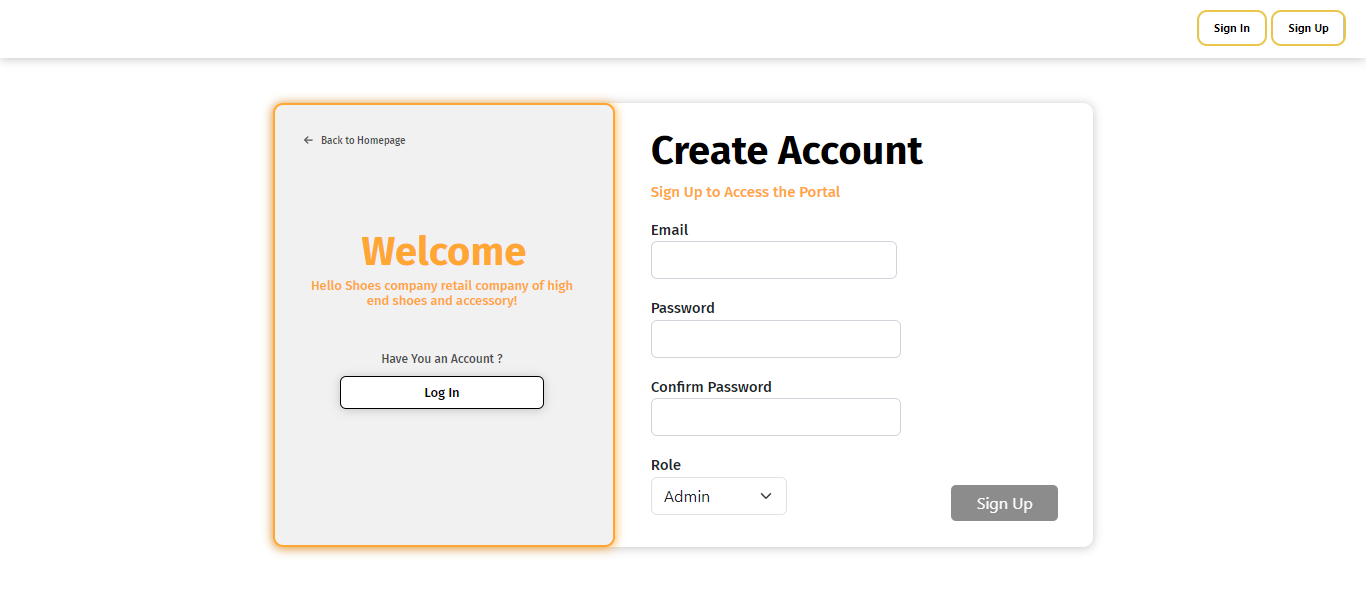 Sign In
Sign Up
Back to Homepage
Welcome
Hello Shoes company retail company of high
end shoes and accessory!
Have You an Account ?
Log In
Create Account
Sign Up to Access the Portal
Email
Password
Confirm Password
Role
Admin
Sign Up